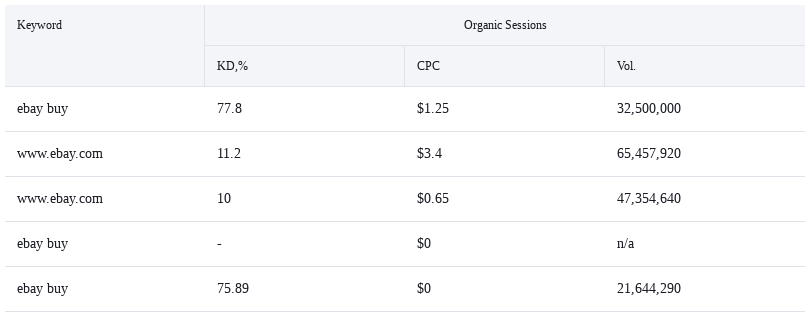 Keyword Organic Sessions
KD,% CPC Vol.
ebay buy 77.8 $1.25 32,500,000
www.ebay.com 11.2 $3.4 65,457,920
www.ebay.com 10 $0.65 47,354,640
ebay buy - $0 n/a
ebay buy 75.89 $0 21,644,290